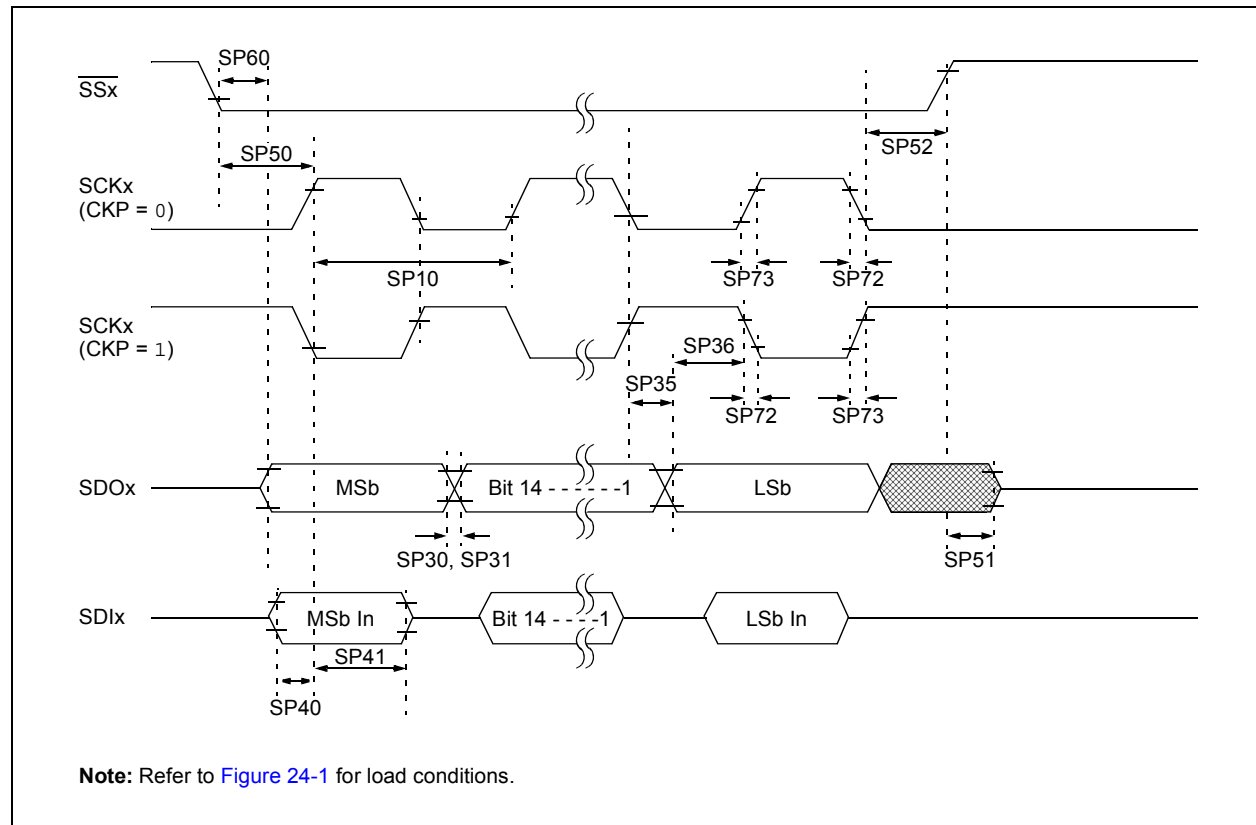 SP60
SSx
SP50
SP52
SCKx
(CKP = 0)
SP10
SP73
SP72
SCKx
(CKP = 1)
SP36
SP35
SP72
SP73
SDOx
MSb
Bit 14 - - - - - -1
LSb
SP30, SP31
SP51
SDIx
MSb In
Bit 14 - - - -1
LSb In
SP41
SP40
Note: Refer to Figure 24-1 for load conditions.